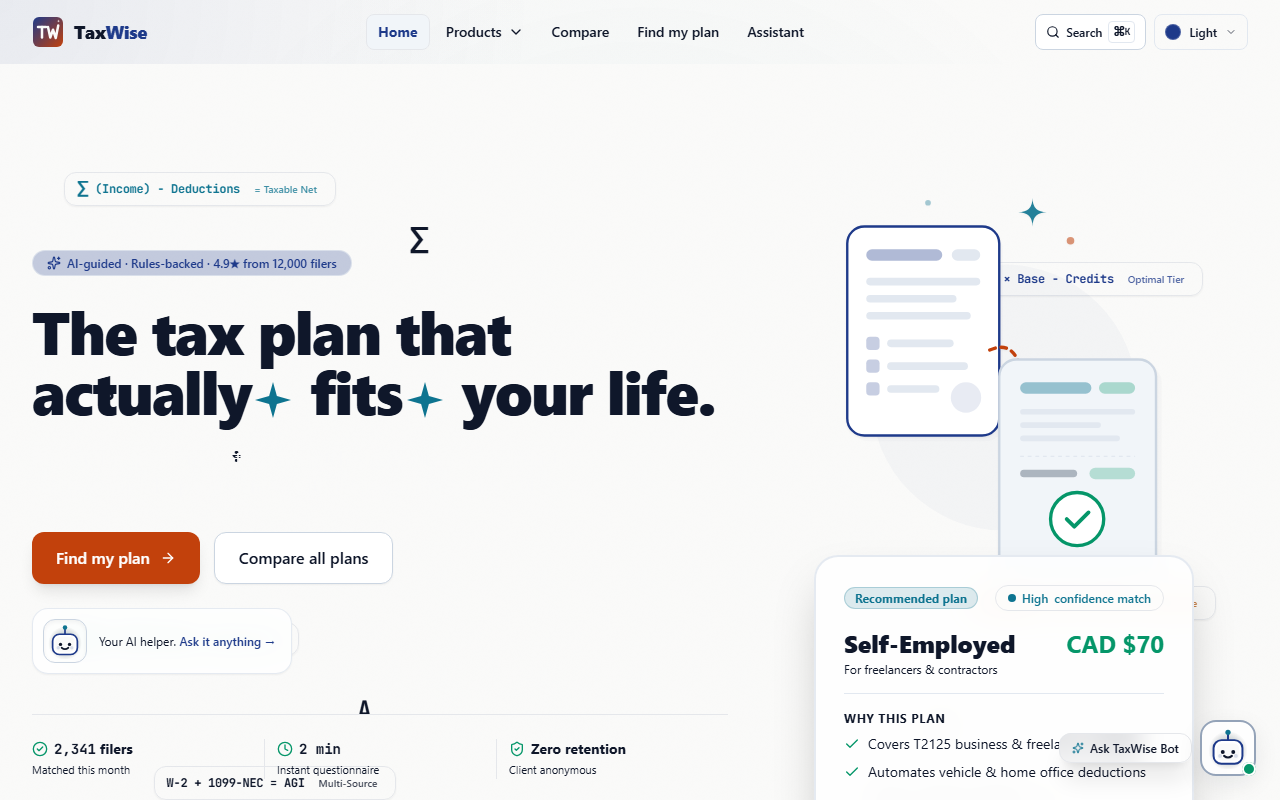 TW TaxWise
Home
Products
Compare
Find my plan
Assistant
Search ⌘K
Light
Σ (Income) - Deductions = Taxable Net
Σ
AI-guided · Rules-backed · 4.9★ from 12,000 filers
× Base - Credits Optimal Tier
The tax plan that
actually✦ fits✦ your life.
Find my plan →
Compare all plans
Your AI helper. Ask it anything →
Recommended plan
High confidence match
Self-Employed
CAD $70
For freelancers & contractors
WHY THIS PLAN
Covers T2125 business & freela
Automates vehicle & home office deductions
2,341 filers
Matched this month
2 min
Instant questionnaire
Zero retention
Client anonymous
W-2 + 1099-NEC = AGI Multi-Source
Ask TaxWise Bot